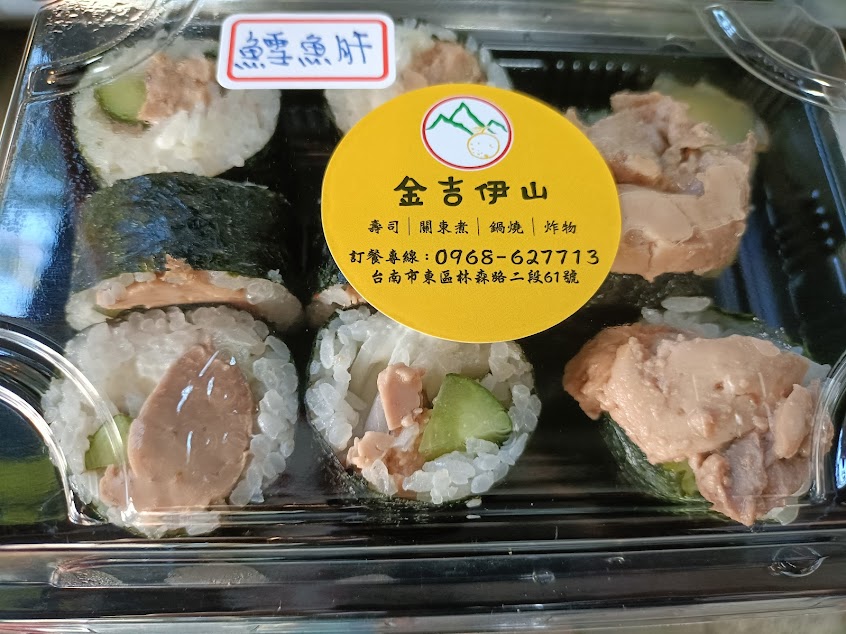 鱈魚肝
金吉伊山
壽司｜關東煮｜鍋燒｜炸物
訂餐專線：0968-627713
台南市東區林森路二段61號